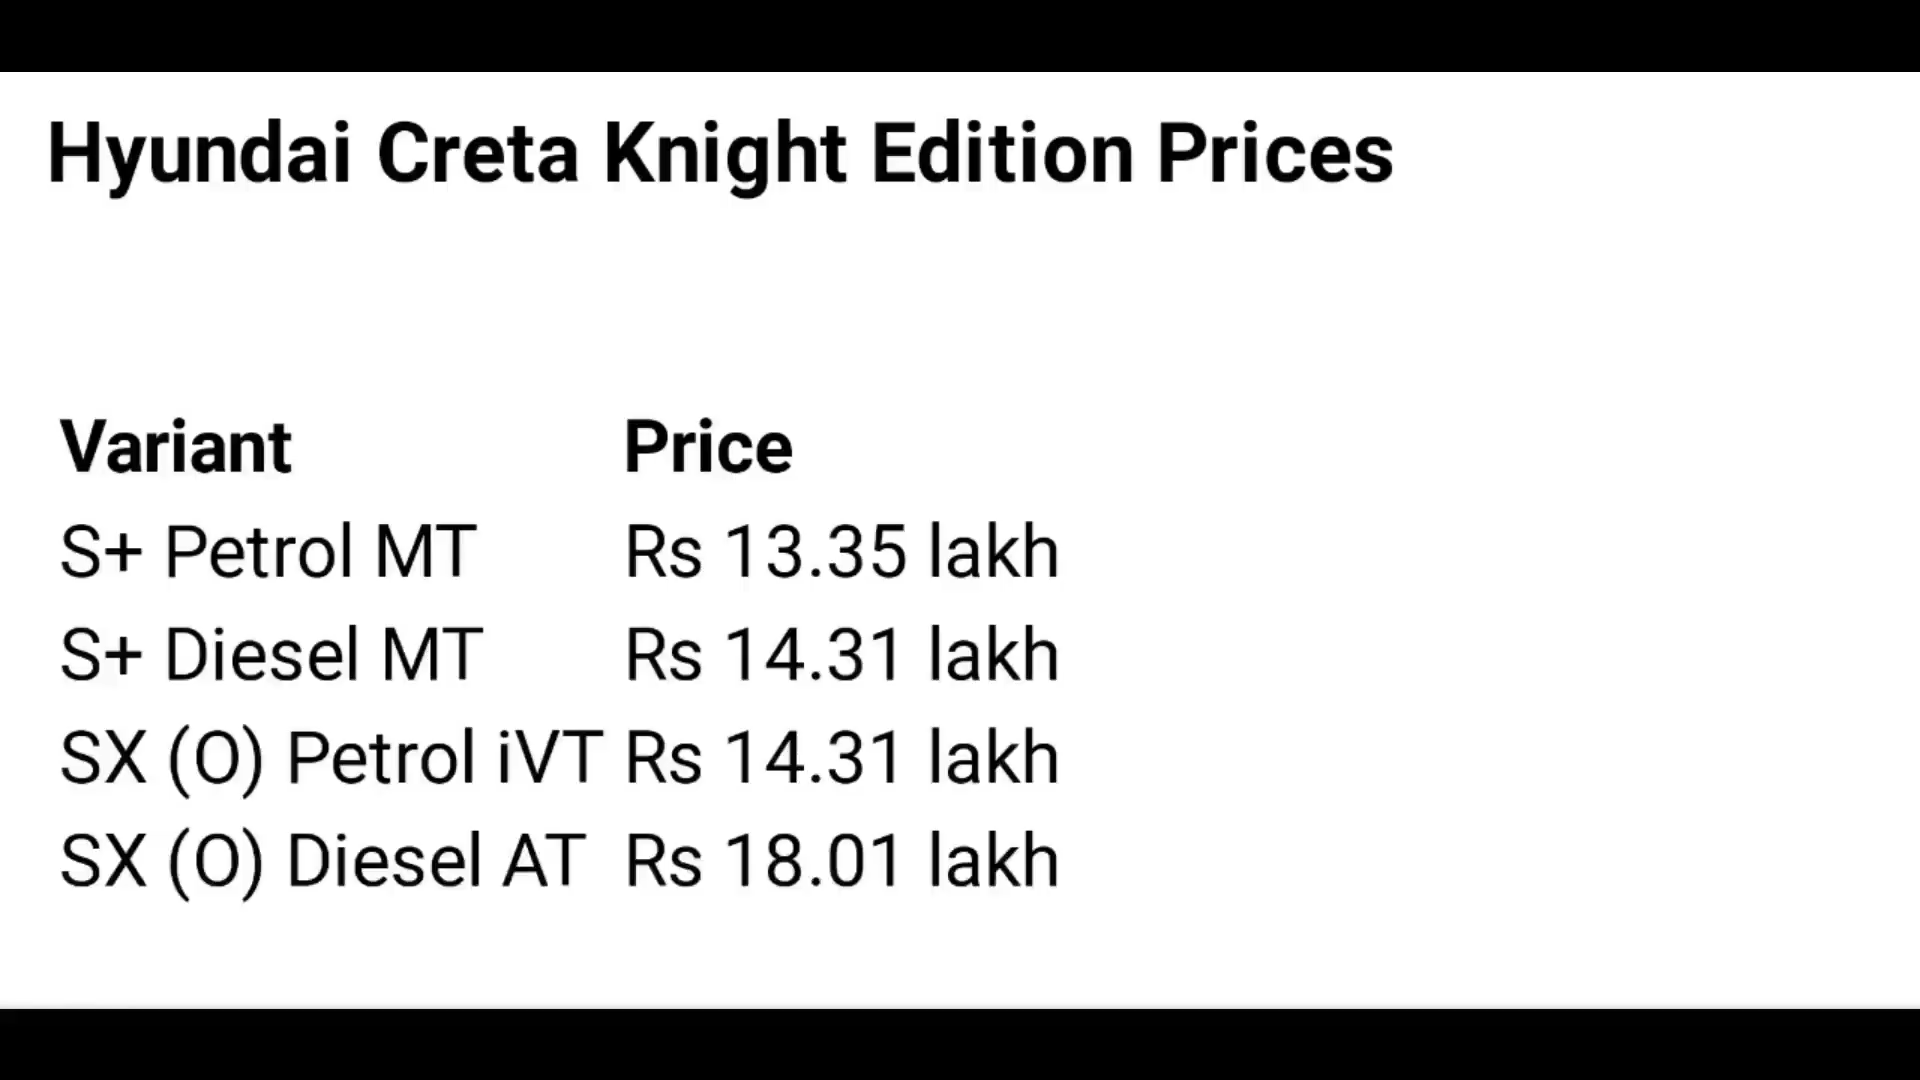 Hyundai Creta Knight Edition Prices
Variant Price
S+ Petrol MT Rs 13.35 lakh
S+ Diesel MT Rs 14.31 lakh
SX (O) Petrol iVT Rs 14.31 lakh
SX (O) Diesel AT Rs 18.01 lakh